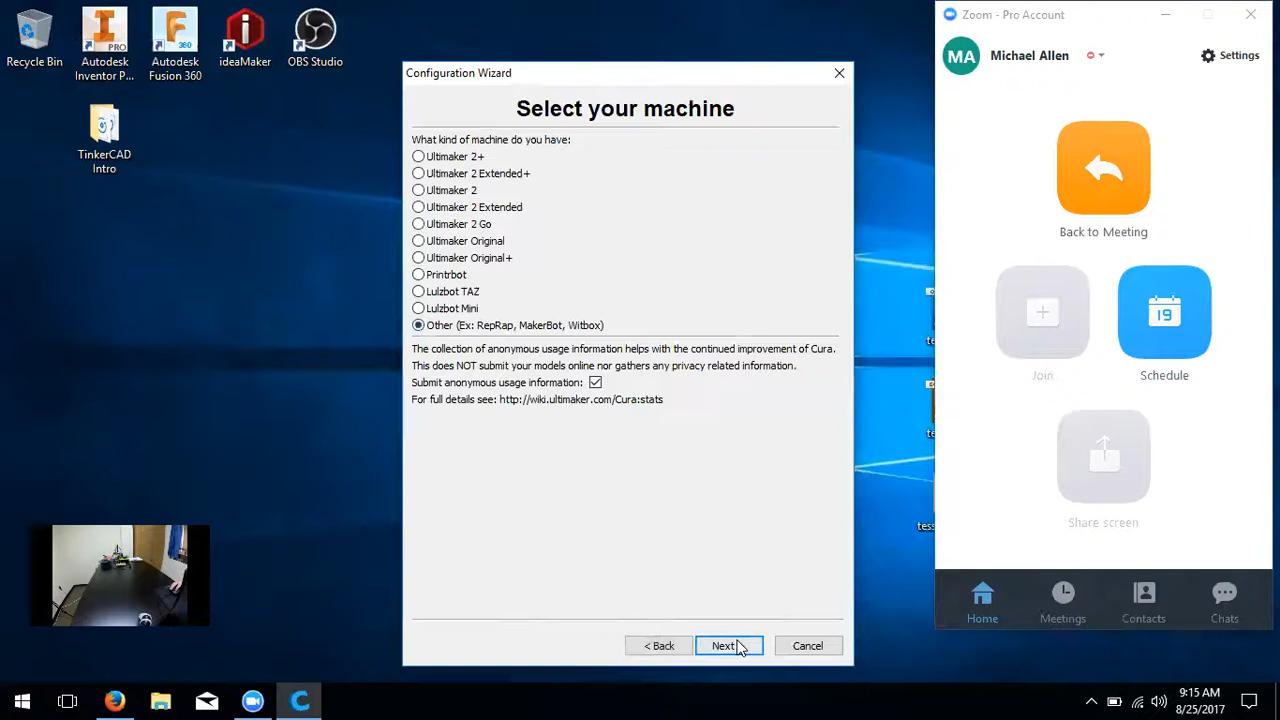 Recycle Bin
Autodesk
Inventor P...
PRO
Autodesk
Fusion 360
360
ideaMaker
OBS Studio
TinkerCAD
Intro
Configuration Wizard
Select your machine
What kind of machine do you have:
Ultimaker 2+
Ultimaker 2 Extended+
Ultimaker 2
Ultimaker 2 Extended
Ultimaker 2 Go
Ultimaker Original
Ultimaker Original+
Printrbot
Lulzbot TAZ
Lulzbot Mini
Other (Ex: RepRap, MakerBot, Witbox)
The collection of anonymous usage information helps with the continued improvement of Cura.
This does NOT submit your models online nor gathers any privacy related information.
Submit anonymous usage information:
For full details see: http://wiki.ultimaker.com/Cura:stats
< Back
Next
Cancel
te
te
tess
Zoom - Pro Account
MA
Michael Allen
Settings
Back to Meeting
Join
19
Schedule
Share screen
Home
Meetings
Contacts
Chats
9:15 AM
8/25/2017